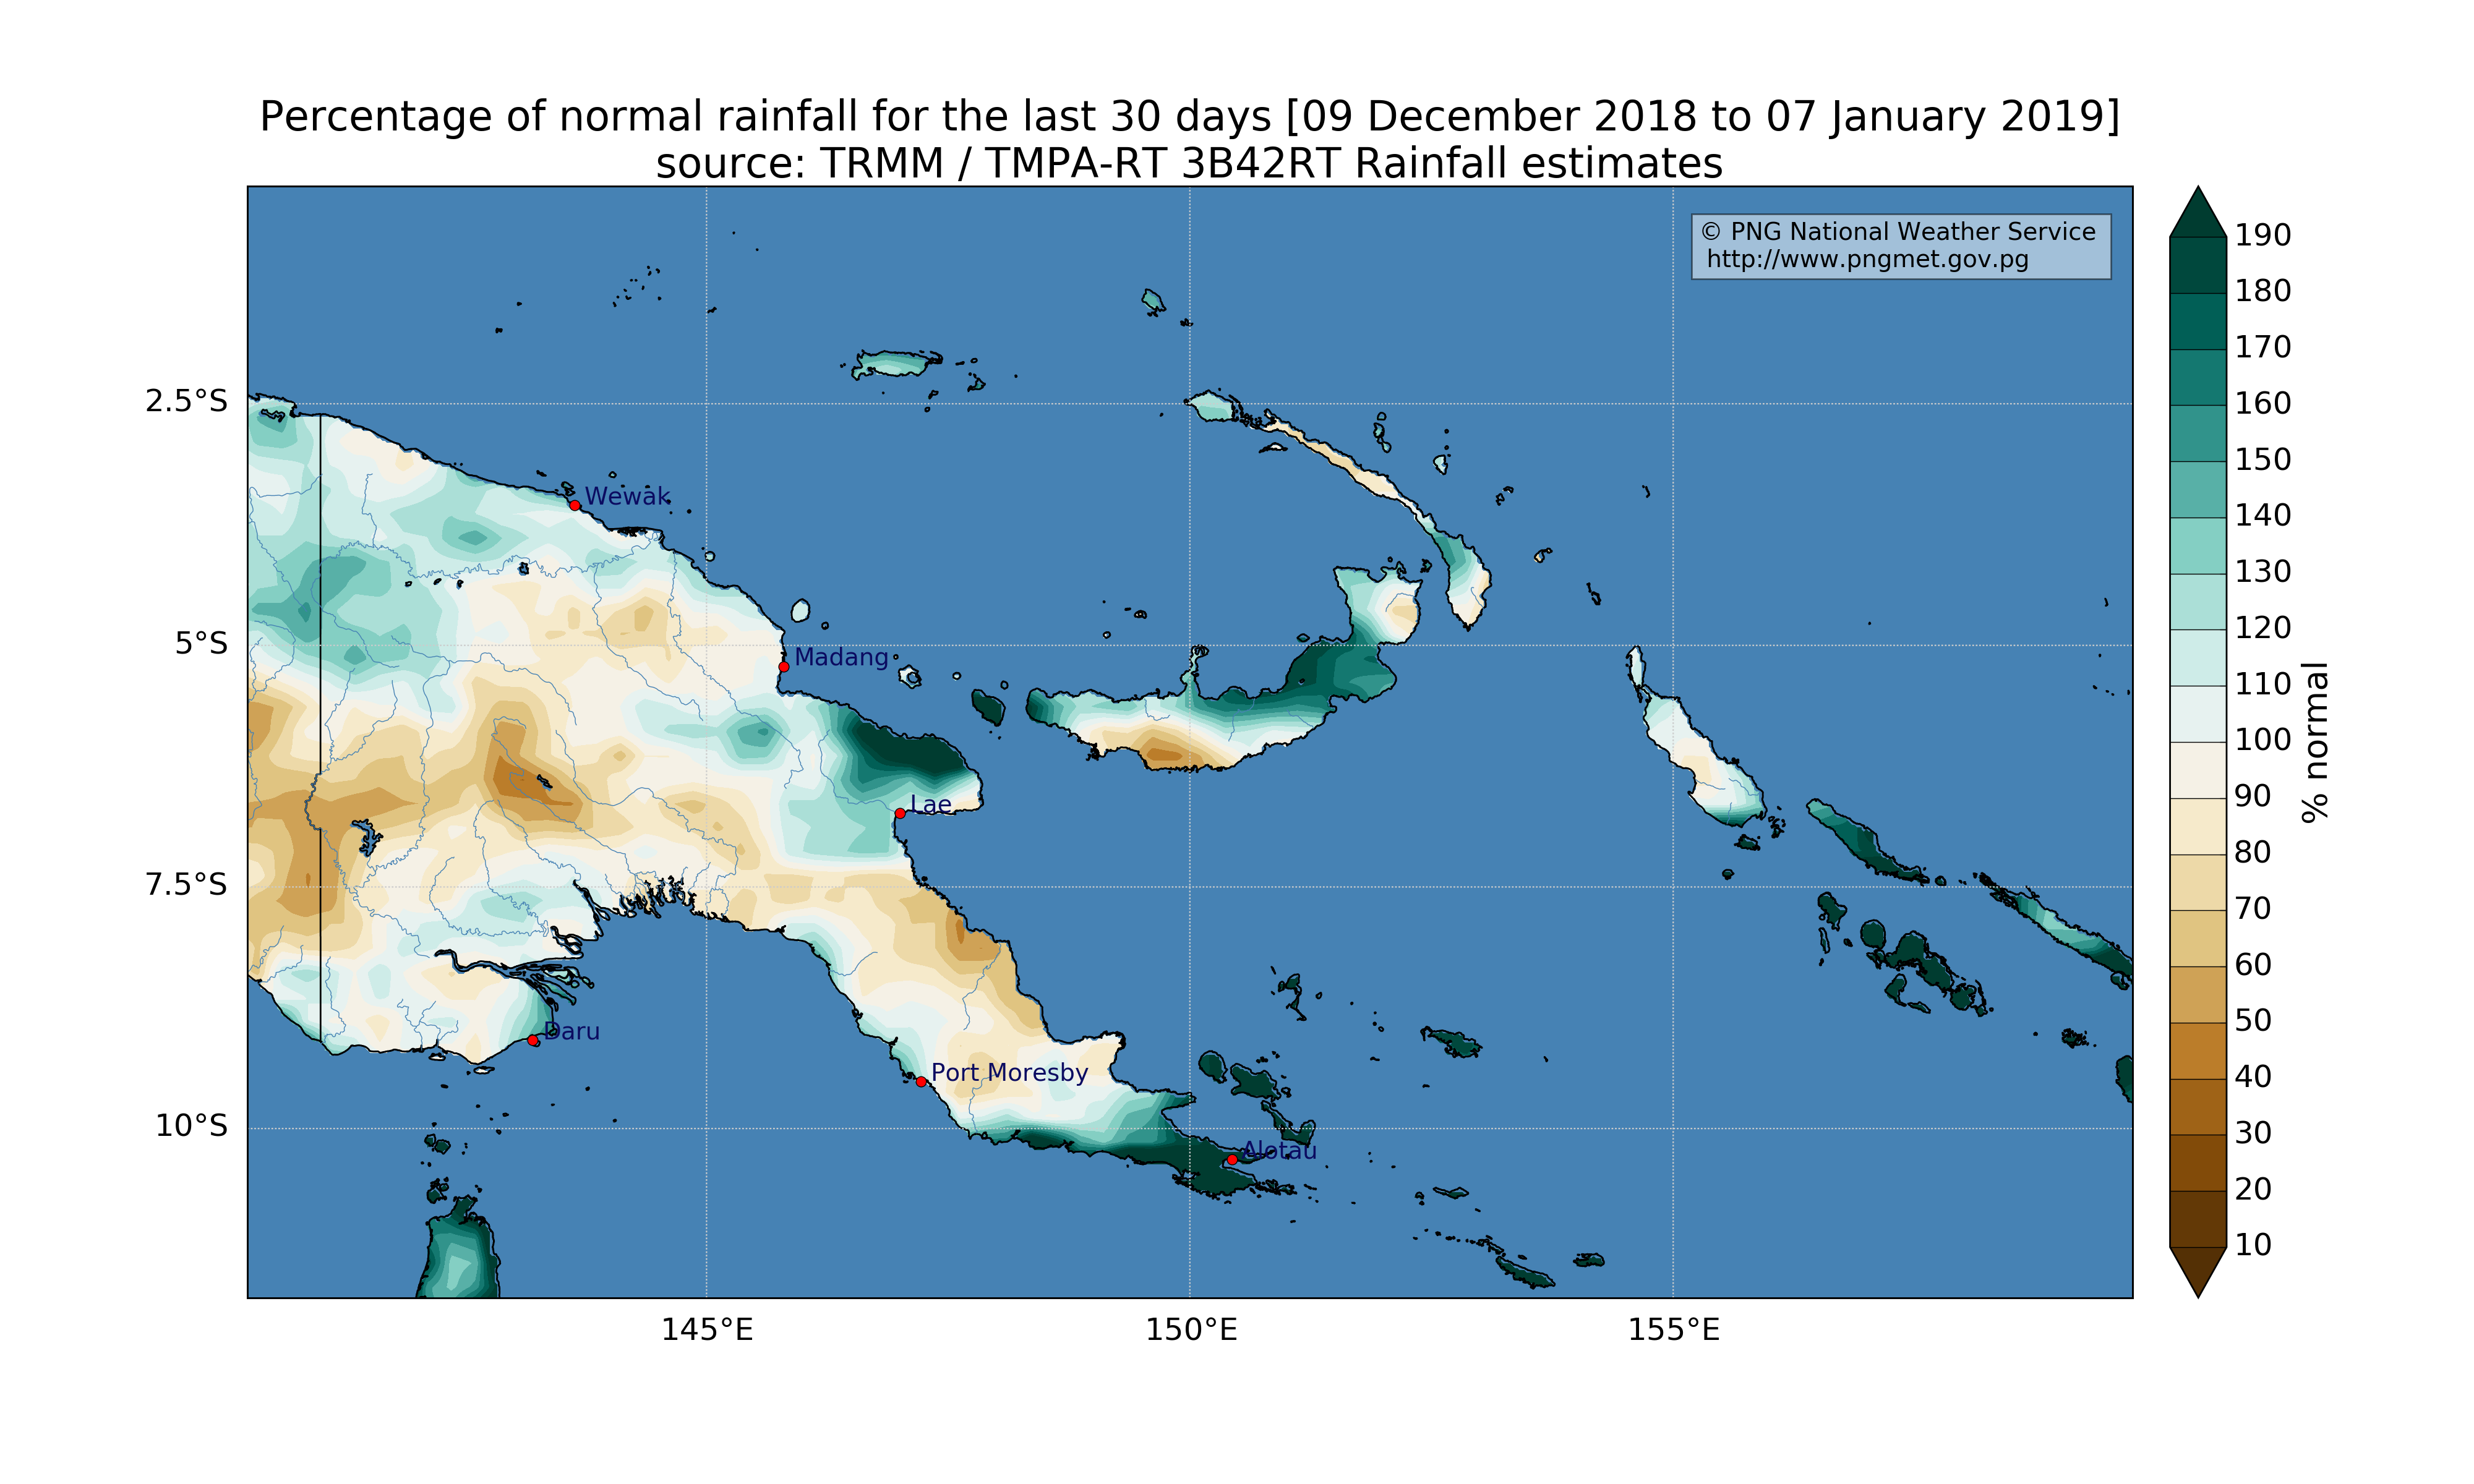 Percentage of normal rainfall for the last 30 days [09 December 2018 to 07 January 2019]
source: TRMM / TMPA-RT 3B42RT Rainfall estimates
© PNG National Weather Service
http://www.pngmet.gov.pg
2.5°S
5°S
7.5°S
10°S
145°E
150°E
155°E
Wewak
Madang
Lae
Daru
Port Moresby
Alotau
190
180
170
160
150
140
130
120
110
100
90
80
70
60
50
40
30
20
10
% normal